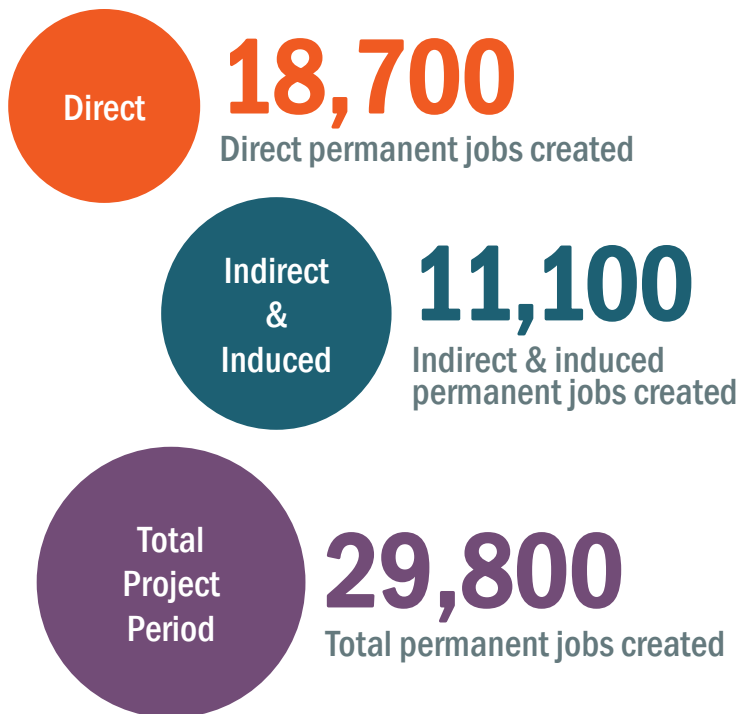 Direct
18,700
Direct permanent jobs created
Indirect
&
Induced
11,100
Indirect & induced
permanent jobs created
Total
Project
Period
29,800
Total permanent jobs created